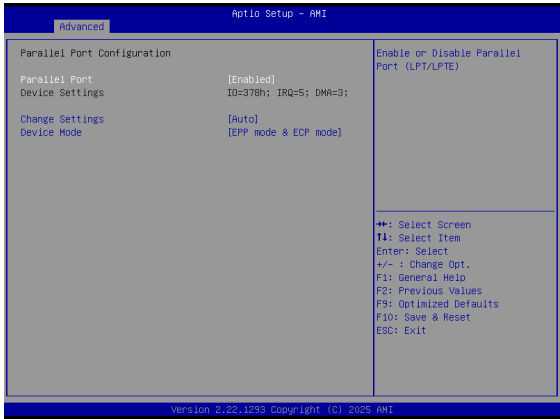 Aptio Setup – AMI
Advanced
Parallel Port Configuration
Parallel Port [Enabled]
Device Settings IO=378h; IRQ=5; DMA=3;
Change Settings [Auto]
Device Mode [EPP mode & ECP mode]
Enable or Disable Parallel
Port (LPT/LPTE)
→←: Select Screen
↑↓: Select Item
Enter: Select
+/– : Change Opt.
F1: General Help
F2: Previous Values
F9: Optimized Defaults
F10: Save & Reset
ESC: Exit
Version 2.22.1293 Copyright (C) 2025 AMI